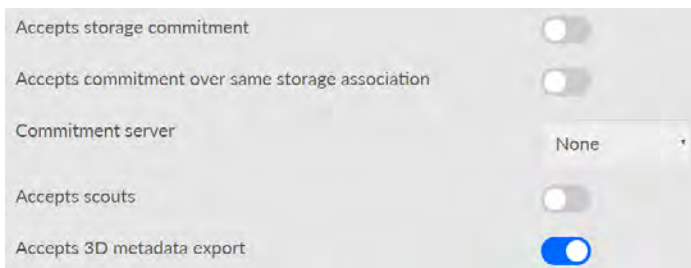 Accepts storage commitment
Accepts commitment over same storage association
Commitment server
None
Accepts scouts
Accepts 3D metadata export